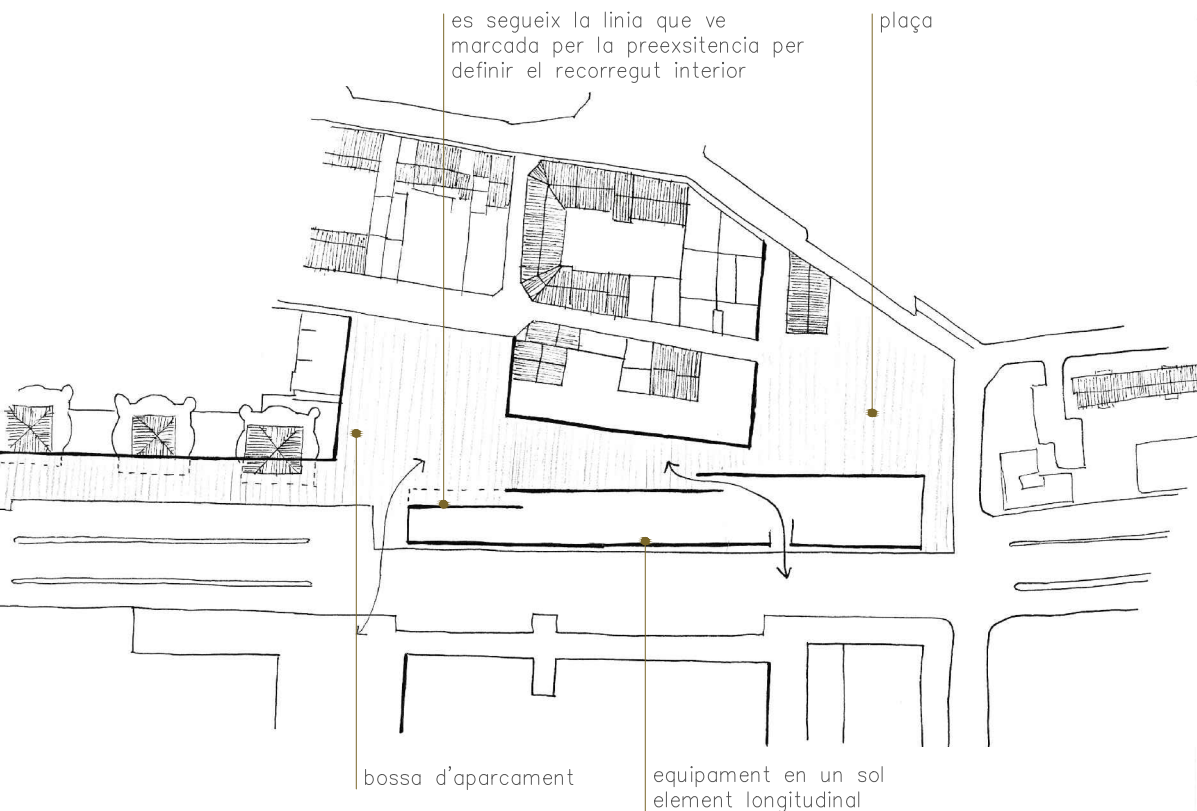 es segueix la linia que ve
marcada per la preexsitencia per
definir el recorregut interior
plaça
bossa d'aparcament
equipament en un sol
element longitudinal